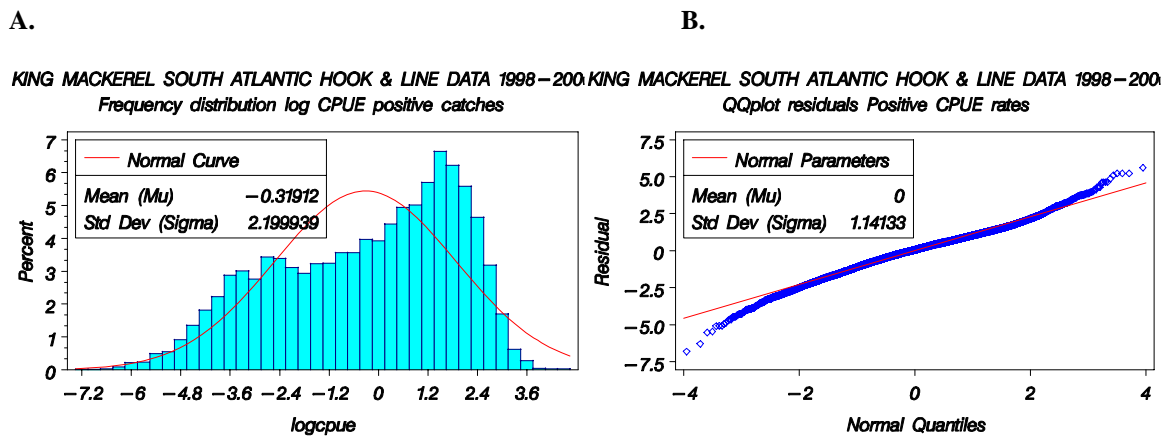 A.
B.
KING MACKEREL SOUTH ATLANTIC HOOK & LINE DATA 1998-200
Frequency distribution log CPUE positive catches
7
6
5
4
3
2
1
0
Percent
Normal Curve
Mean (Mu) -0.31912
Std Dev (Sigma) 2.199939
-7.2 -6 -4.8 -3.6 -2.4 -1.2 0 1.2 2.4 3.6
logcpue
KING MACKEREL SOUTH ATLANTIC HOOK & LINE DATA 1998-200
QQplot residuals Positive CPUE rates
7.5
5.0
2.5
0
-2.5
-5.0
-7.5
Residual
Normal Parameters
Mean (Mu) 0
Std Dev (Sigma) 1.14133
-4 -2 0 2 4
Normal Quantiles